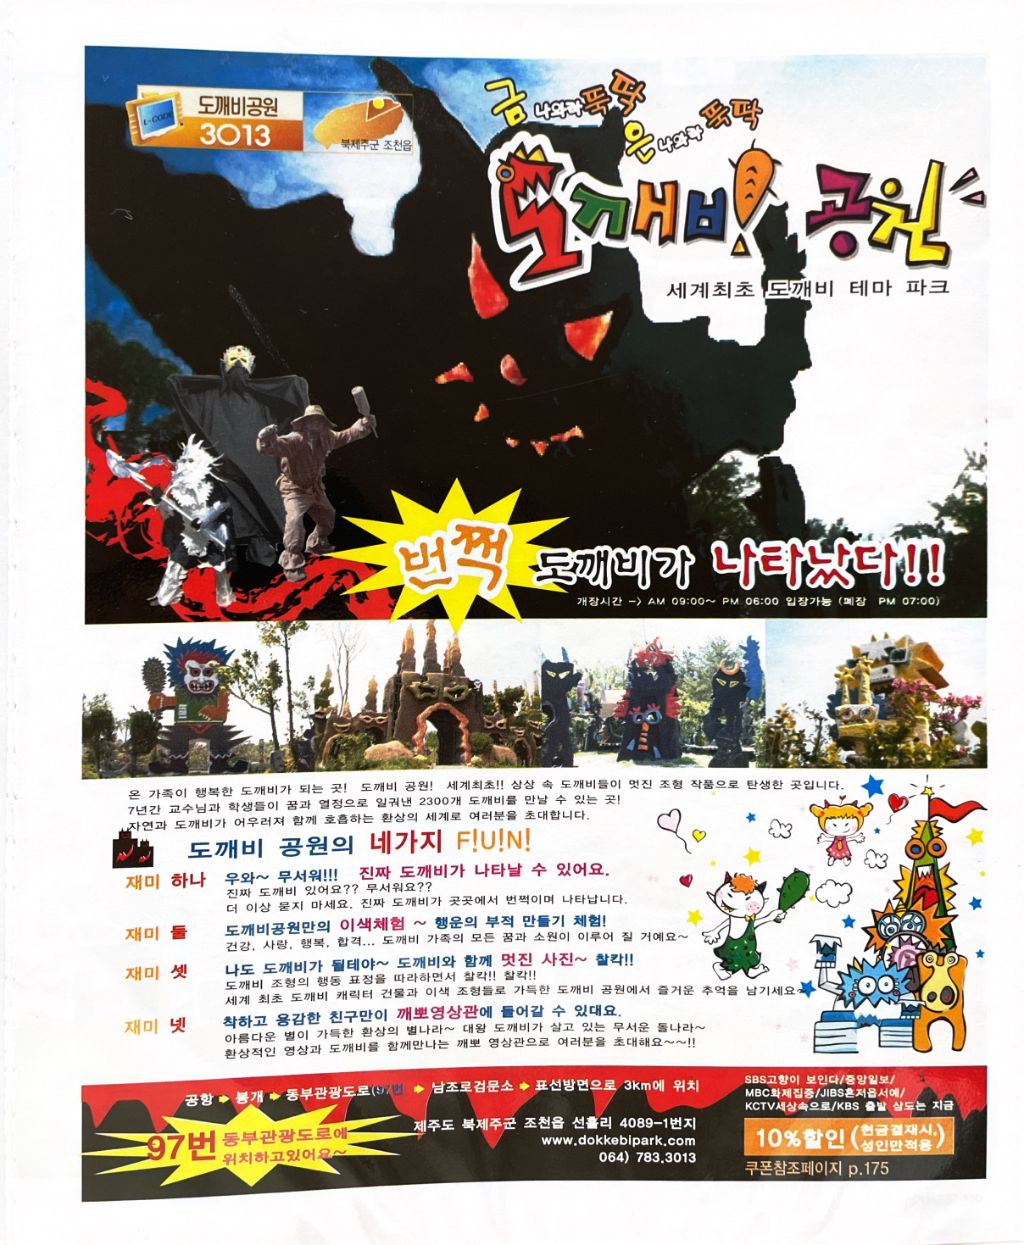 도깨비공원
L-CODE
3013
북제주군 조천읍
금 나와라 뚝딱
은 나와라 뚝딱
도깨비! 공원
세계최초 도깨비 테마 파크
번쩍 도깨비가 나타났다!!
개장시간 -> AM 09:00~ PM 06:00 입장가능 (폐장 PM 07:00)
온 가족이 행복한 도깨비가 되는 곳! 도깨비 공원! 세계최초!! 상상 속 도깨비들이 멋진 조형 작품으로 탄생한 곳입니다.
7년간 교수님과 학생들이 꿈과 열정으로 일궈낸 2300개 도깨비를 만날 수 있는 곳!
자연과 도깨비가 어우러져 함께 호흡하는 환상의 세계로 여러분을 초대합니다.
도깨비 공원의 네가지 F!U!N!
재미 하나 우와~ 무서워!!! 진짜 도깨비가 나타날 수 있어요.
진짜 도깨비 있어요?? 무서워요??
더 이상 묻지 마세요. 진짜 도깨비가 곳곳에서 번쩍이며 나타납니다.
재미 둘 도깨비공원만의 이색체험 ~ 행운의 부적 만들기 체험!
건강, 사랑, 행복, 합격... 도깨비 가족의 모든 꿈과 소원이 이루어 질 거예요~
재미 셋 나도 도깨비가 될테야~ 도깨비와 함께 멋진 사진~ 찰칵!!
도깨비 조형의 행동 표정을 따라하면서 찰칵!! 찰칵!!
세계 최초 도깨비 캐릭터 건물과 이색 조형들로 가득한 도깨비 공원에서 즐거운 추억을 남기세요~
재미 넷 착하고 용감한 친구만이 깨뽀영상관에 들어갈 수 있대요.
아름다운 별이 가득한 환상의 별나라~ 대왕 도깨비가 살고 있는 무서운 돌나라~
환상적인 영상과 도깨비를 함께만나는 깨뽀 영상관으로 여러분을 초대해요~~!!
공항 ➡ 봉개 ➡ 동부관광도로(97번 ➡ 남조로검문소 ➡ 표선방면으로 3km에 위치
97번 동부관광도로에
위치하고있어요~
제주도 북제주군 조천읍 선흘리 4089-1번지
www.dokkebipark.com
064) 783.3013
SBS고향이 보인다/중앙일보/
MBC화제집중/JIBS혼저옵서예/
KCTV세상속으로/KBS 출발 삼도는 지금
10%할인 (현금결재시, 성인만적용)
쿠폰참조페이지 p.175